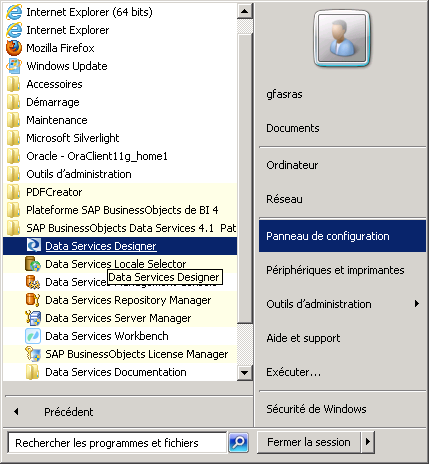 Internet Explorer (64 bits)
Internet Explorer
Mozilla Firefox
Windows Update
Accessoires
Démarrage
Maintenance
Microsoft Silverlight
Oracle - OraClient11g_home1
Outils d'administration
PDFCreator
Plateforme SAP BusinessObjects de BI 4
SAP BusinessObjects Data Services 4.1 Pat
Data Services Designer
Data Services Locale Selector
Data Services Designer
Data Services
Data Services Repository Manager
Data Services Server Manager
Data Services Workbench
SAP BusinessObjects License Manager
Data Services Documentation
Précédent
Rechercher les programmes et fichiers
gfasras
Documents
Ordinateur
Réseau
Panneau de configuration
Périphériques et imprimantes
Outils d'administration
Aide et support
Exécuter...
Sécurité de Windows
Fermer la session